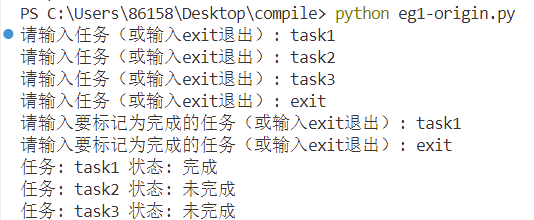 PS C:\Users\86158\Desktop\compile> python eg1-origin.py
请输入任务（或输入exit退出）: task1
请输入任务（或输入exit退出）: task2
请输入任务（或输入exit退出）: task3
请输入任务（或输入exit退出）: exit
请输入要标记为完成的任务（或输入exit退出）: task1
请输入要标记为完成的任务（或输入exit退出）: exit
任务: task1 状态: 完成
任务: task2 状态: 未完成
任务: task3 状态: 未完成